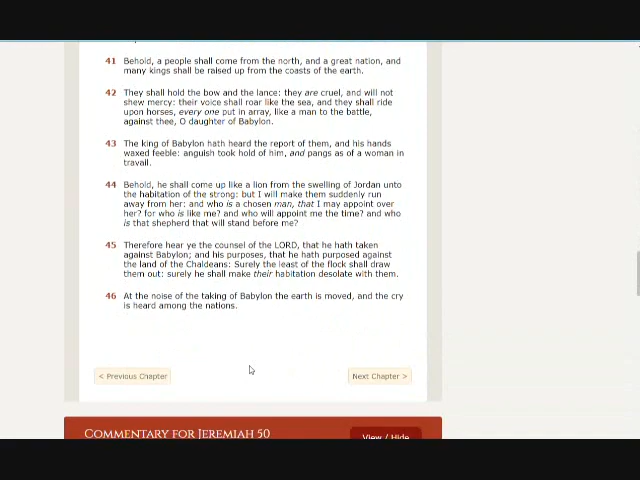 41 Behold, a people shall come from the north, and a great nation, and
many kings shall be raised up from the coasts of the earth.
42 They shall hold the bow and the lance: they are cruel, and will not
shew mercy: their voice shall roar like the sea, and they shall ride
upon horses, every one put in array, like a man to the battle,
against thee, O daughter of Babylon.
43 The king of Babylon hath heard the report of them, and his hands
waxed feeble: anguish took hold of him, and pangs as of a woman in
travail.
44 Behold, he shall come up like a lion from the swelling of Jordan unto
the habitation of the strong: but I will make them suddenly run
away from her: and who is a chosen man, that I may appoint over
her? for who is like me? and who will appoint me the time? and who
is that shepherd that will stand before me?
45 Therefore hear ye the counsel of the LORD, that he hath taken
against Babylon; and his purposes, that he hath purposed against
the land of the Chaldeans: Surely the least of the flock shall draw
them out: surely he shall make their habitation desolate with them.
46 At the noise of the taking of Babylon the earth is moved, and the cry
is heard among the nations.
< Previous Chapter Next Chapter >
Commentary for Jeremiah 50 View / Hide